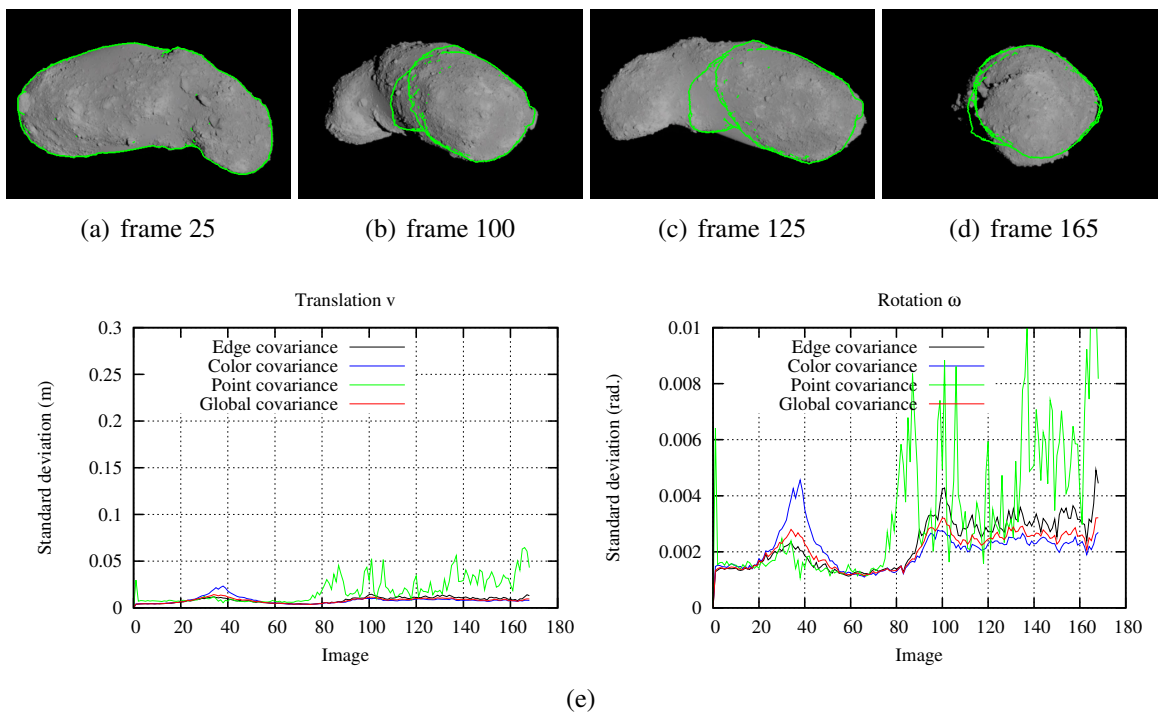 (a) frame 25
(b) frame 100
(c) frame 125
(d) frame 165
Translation v
0.3
0.25
0.2
0.15
0.1
0.05
0
Standard deviation (m)
Edge covariance
Color covariance
Point covariance
Global covariance
0 20 40 60 80 100 120 140 160 180
Image
Rotation ω
0.01
0.008
0.006
0.004
0.002
0
Standard deviation (rad.)
Edge covariance
Color covariance
Point covariance
Global covariance
0 20 40 60 80 100 120 140 160 180
Image
(e)